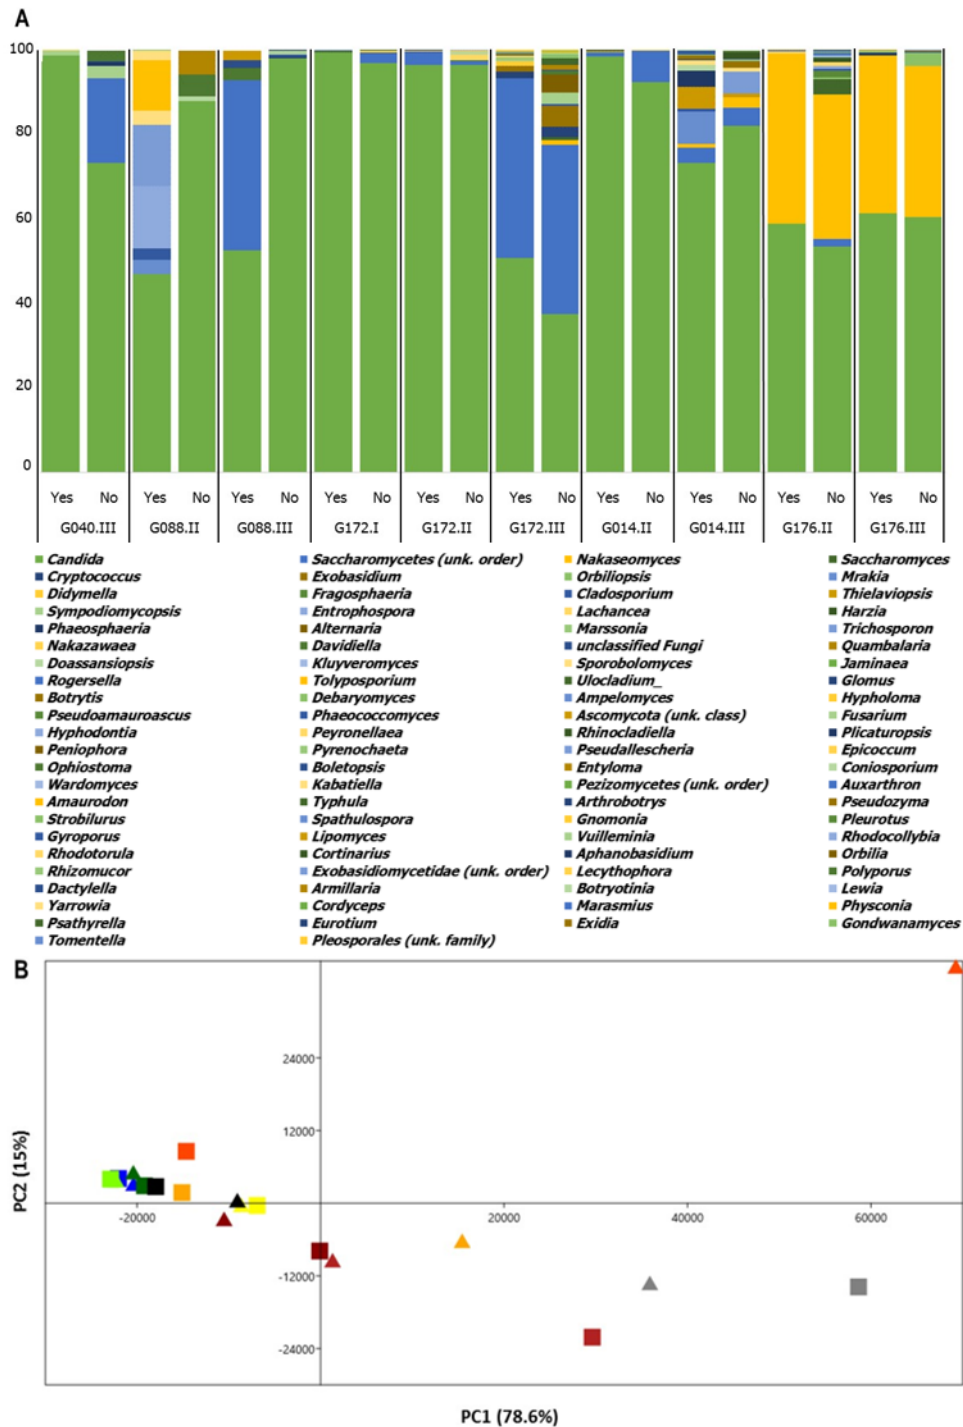 A
100
80
60
40
20
0
Yes No Yes No Yes No Yes No Yes No Yes No Yes No Yes No Yes No Yes No
G040.III G088.II G088.III G172.I G172.II G172.III G014.II G014.III G176.II G176.III
Candida Saccharomycetes (unk. order) Nakaseomyces Saccharomyces
Cryptococcus Exobasidium Orbiliopsis Mrakia
Didymella Fragosphaeria Cladosporium Thielaviopsis
Sympodiomycopsis Entrophospora Lachancea Harzia
Phaeosphaeria Alternaria Marssonia Trichosporon
Nakazawaea Davidiella unclassified Fungi Quambalaria
Doassansiopsis Kluyveromyces Sporobolomyces Jaminaea
Rogersella Tolyposporium Ulocladium_ Glomus
Botrytis Debaryomyces Ampelomyces Hypholoma
Pseudoamauroascus Phaeococcomyces Ascomycota (unk. class) Fusarium
Hyphodontia Peyronellaea Rhinocladiella Plicaturopsis
Peniophora Pyrenochaeta Pseudallescheria Epicoccum
Ophiostoma Boletopsis Entyloma Coniosporium
Wardomyces Kabatiella Pezizomycetes (unk. order) Auxarthron
Amaurodon Typhula Arthrobotrys Pseudozyma
Strobilurus Spathulospora Gnomonia Pleurotus
Gyroporus Lipomyces Vuilleminia Rhodocollybia
Rhodotorula Cortinarius Aphanobasidium Orbilia
Rhizomucor Exobasidiomycetidae (unk. order) Lecythophora Polyporus
Dactylella Armillaria Botryotinia Lewia
Yarrowia Cordyceps Marasmius Physconia
Psathyrella Eurotium Exidia Gondwanamyces
Tomentella Pleosporales (unk. family)
B
24000
12000
-20000 20000 40000 60000
-12000
-24000
PC2 (15%)
PC1 (78.6%)